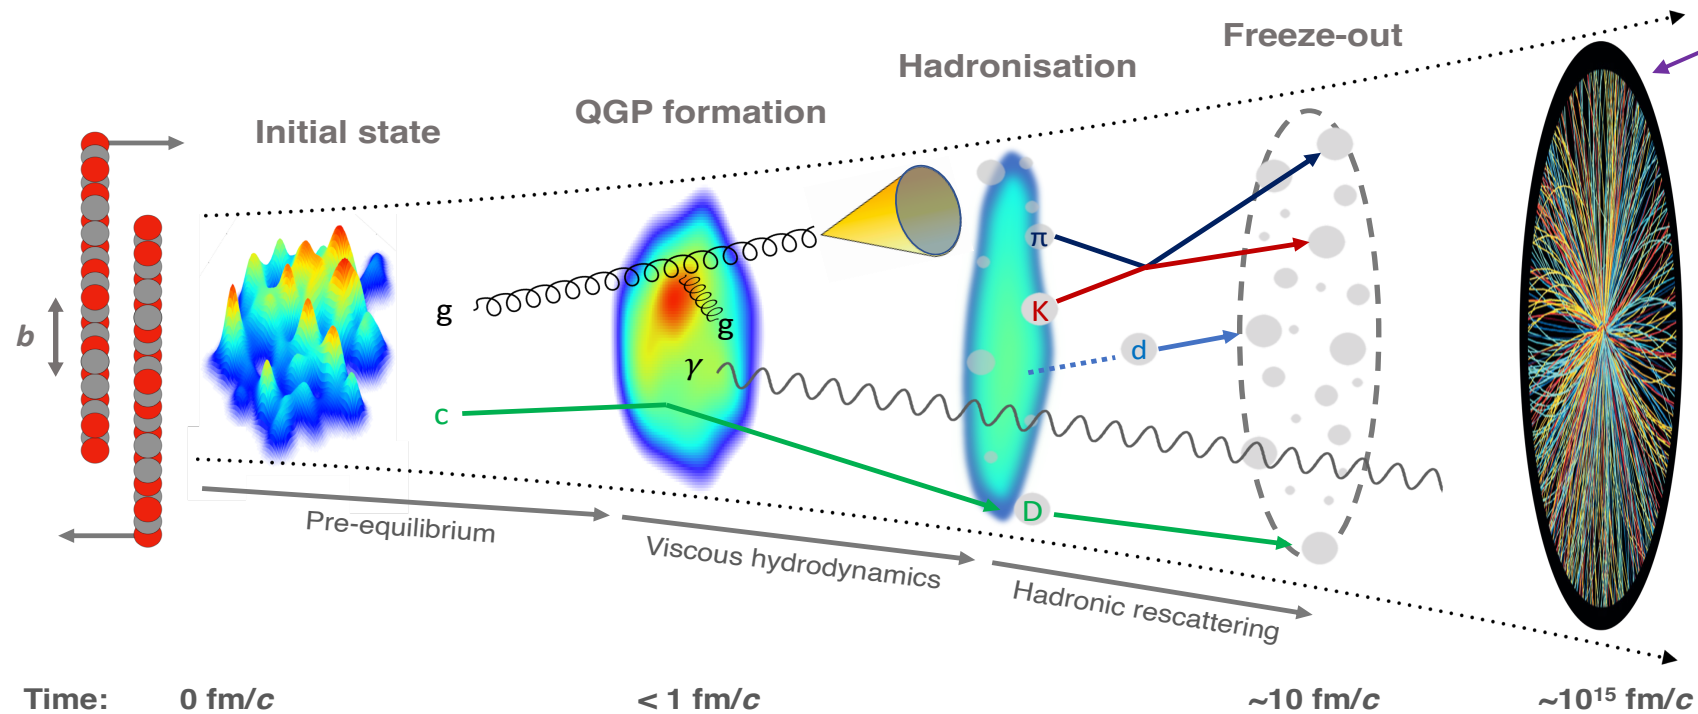 Freeze-out
Hadronisation
QGP formation
Initial state
b
g
g
γ
c
π
K
d
D
Pre-equilibrium
Viscous hydrodynamics
Hadronic rescattering
Time: 0 fm/c < 1 fm/c ~10 fm/c ~10¹⁵ fm/c